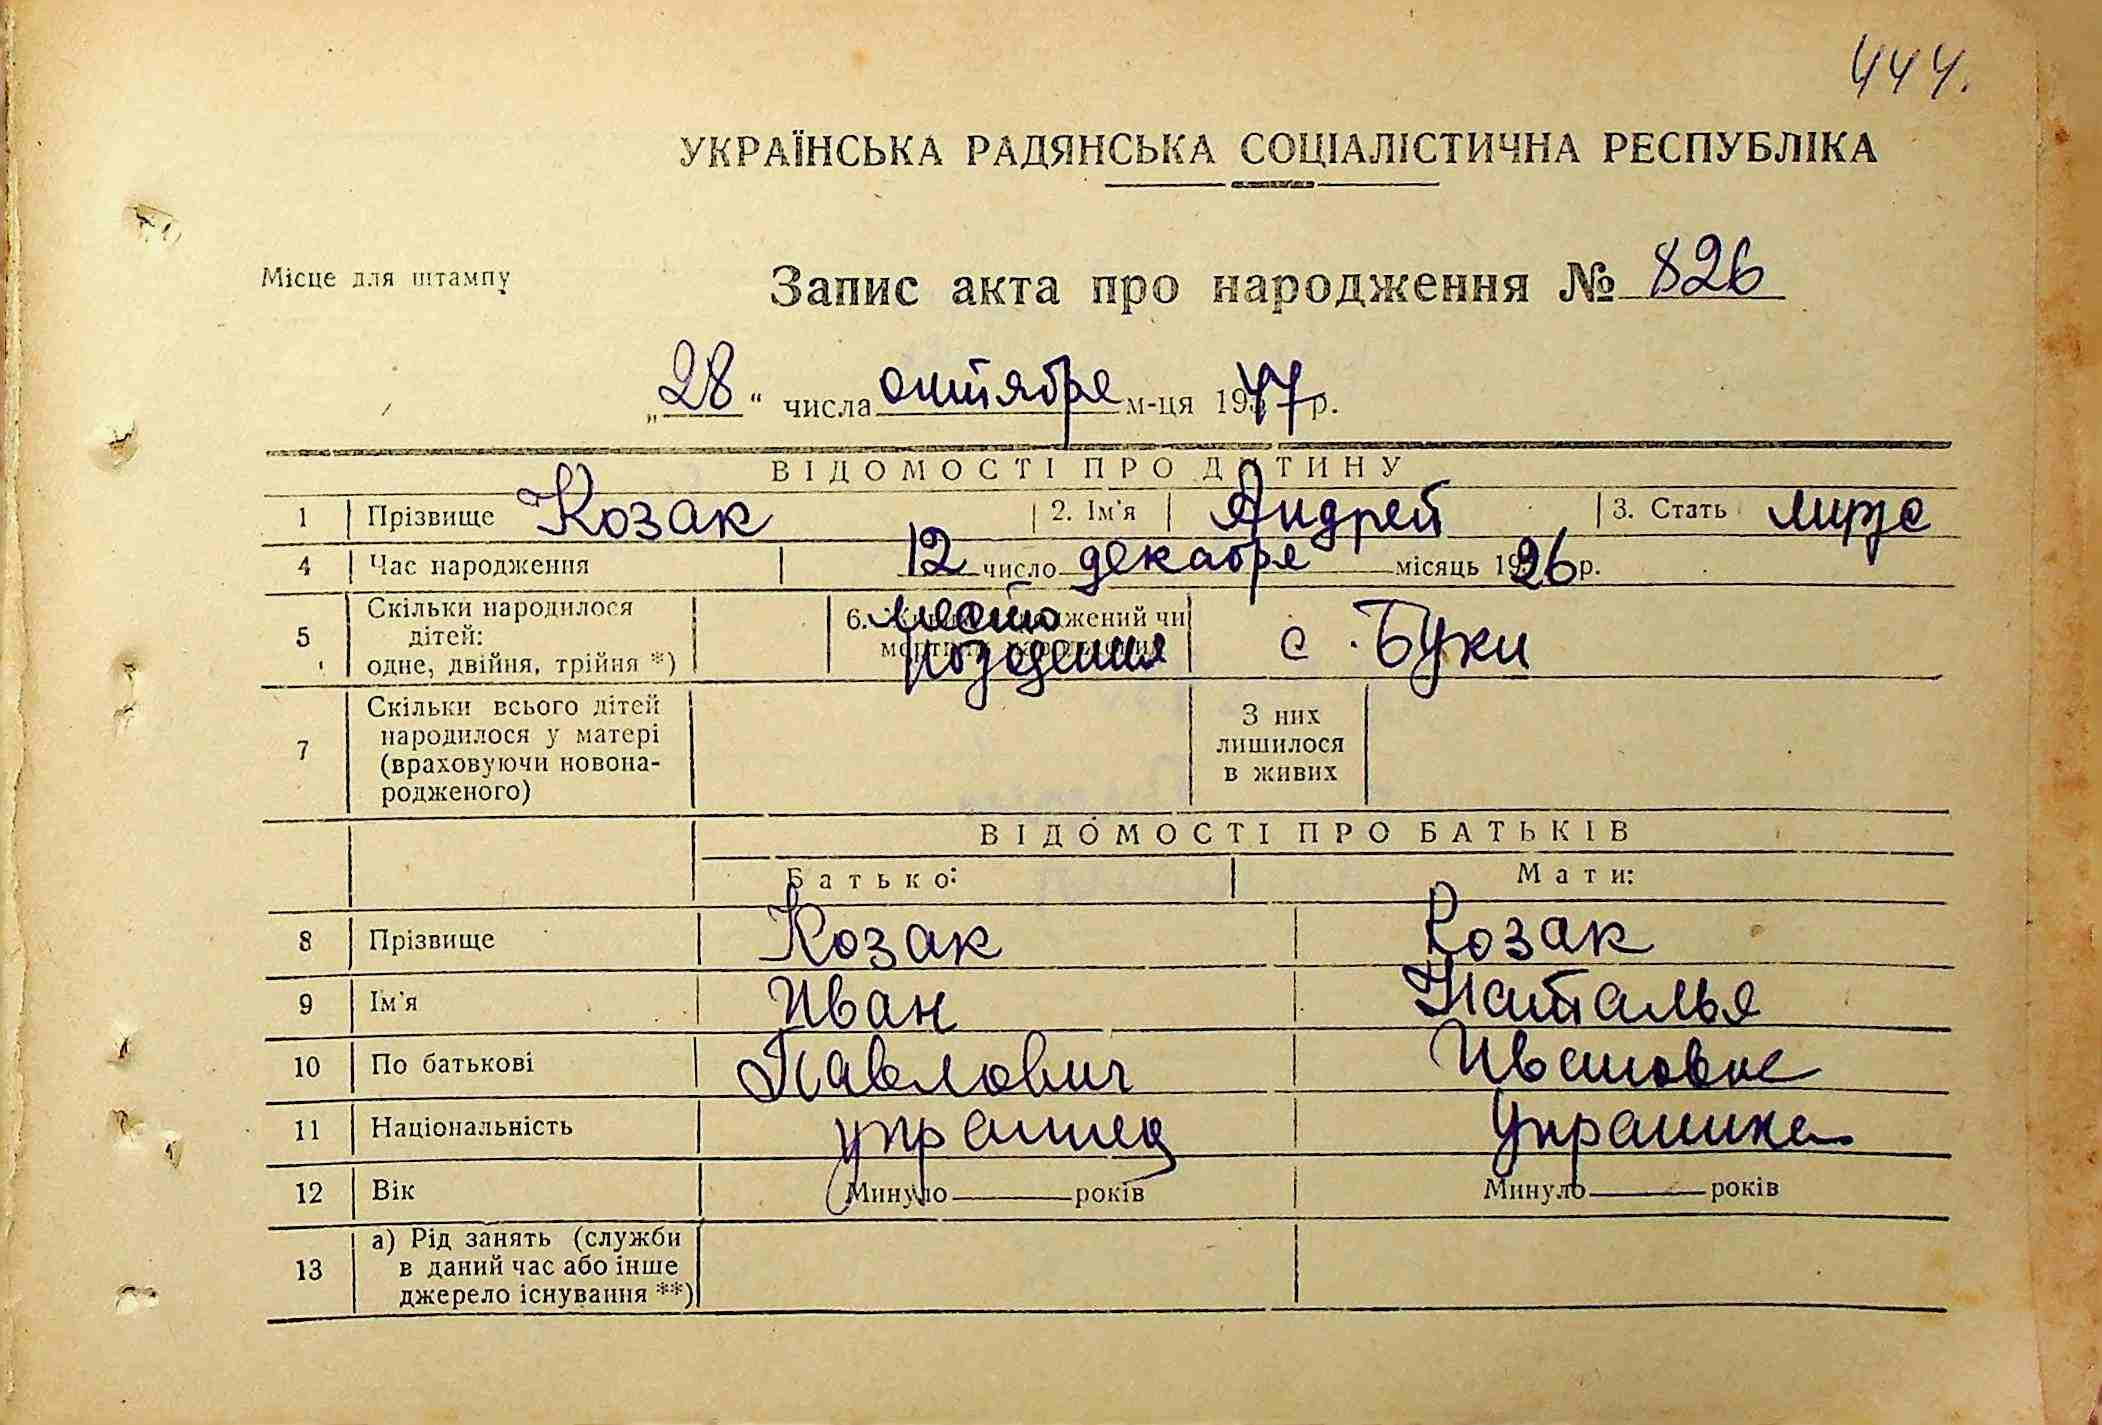 444.
УКРАЇНСЬКА РАДЯНСЬКА СОЦІАЛІСТИЧНА РЕСПУБЛІКА
Місце для штампу
Запис акта про народження № 826
„28“ числа октября м-ця 1947 р.
ВІДОМОСТІ ПРО ДИТИНУ
1 Прізвище Козак 2. Ім'я Андрей 3. Стать муж
4 Час народження 12 число декабря місяць 1926 р.
5 Скільки народилося дітей: одне, двійня, трійня *) 6. место рождения с. Буки
7 Скільки всього дітей народилося у матері (враховуючи новона-родженого) З них лишилося в живих
ВІДОМОСТІ ПРО БАТЬКІВ
Батько: Мати:
8 Прізвище Козак Козак
9 Ім'я Иван Наталья
10 По батькові Павлович Ивановна
11 Національність украинец Украинка
12 Вік Минуло років Минуло років
13 а) Рід занять (служби в даний час або інше джерело існування **)